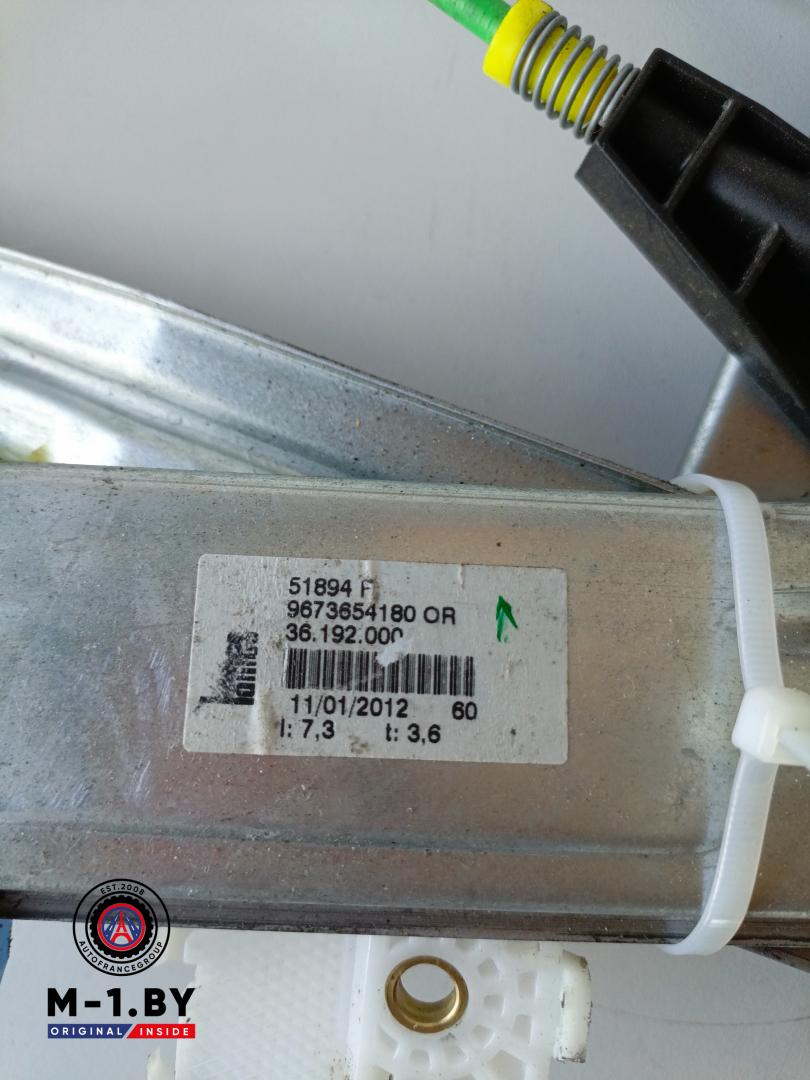 51894 F
9673654180 OR
36.192.000
11/01/2012 60
I: 7,3 t: 3,6
EST.2008
AUTOFRANCEGROUP
M-1.BY
ORIGINAL INSIDE